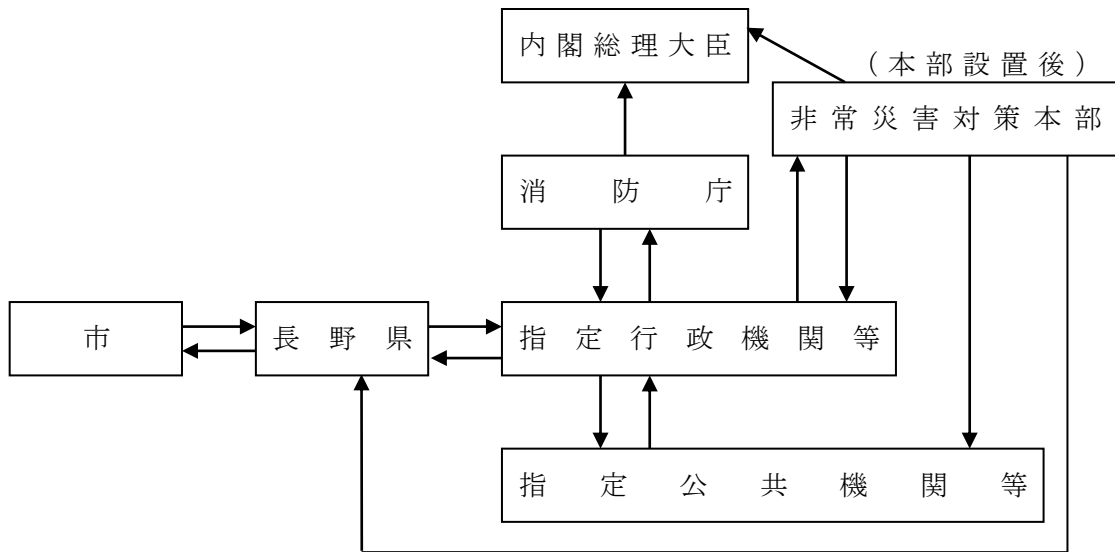 内閣総理大臣
(本部設置後)
非常災害対策本部
消防庁
市
長野県
指定行政機関等
指定公共機関等